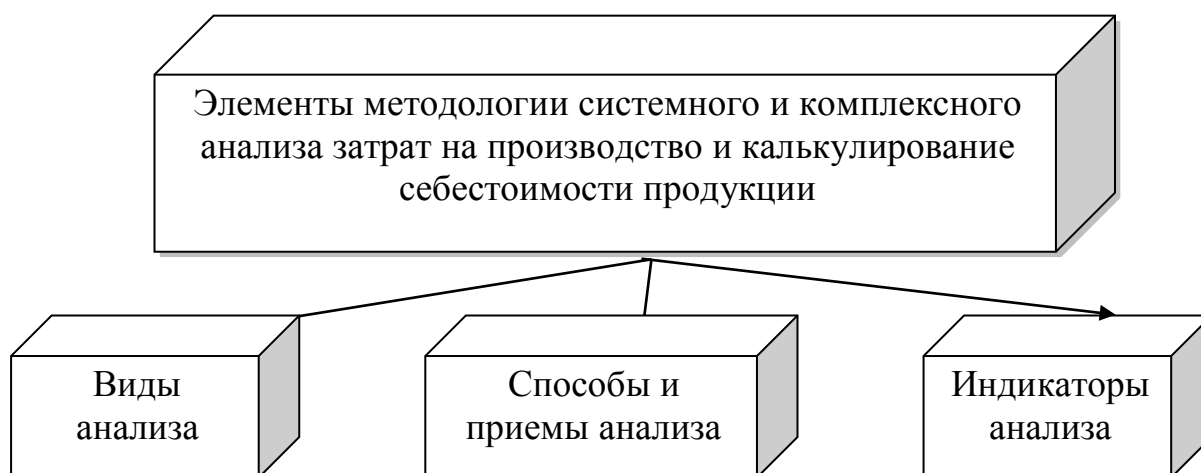 Элементы методологии системного и комплексного
анализа затрат на производство и калькулирование
себестоимости продукции
Виды
анализа
Способы и
приемы анализа
Индикаторы
анализа